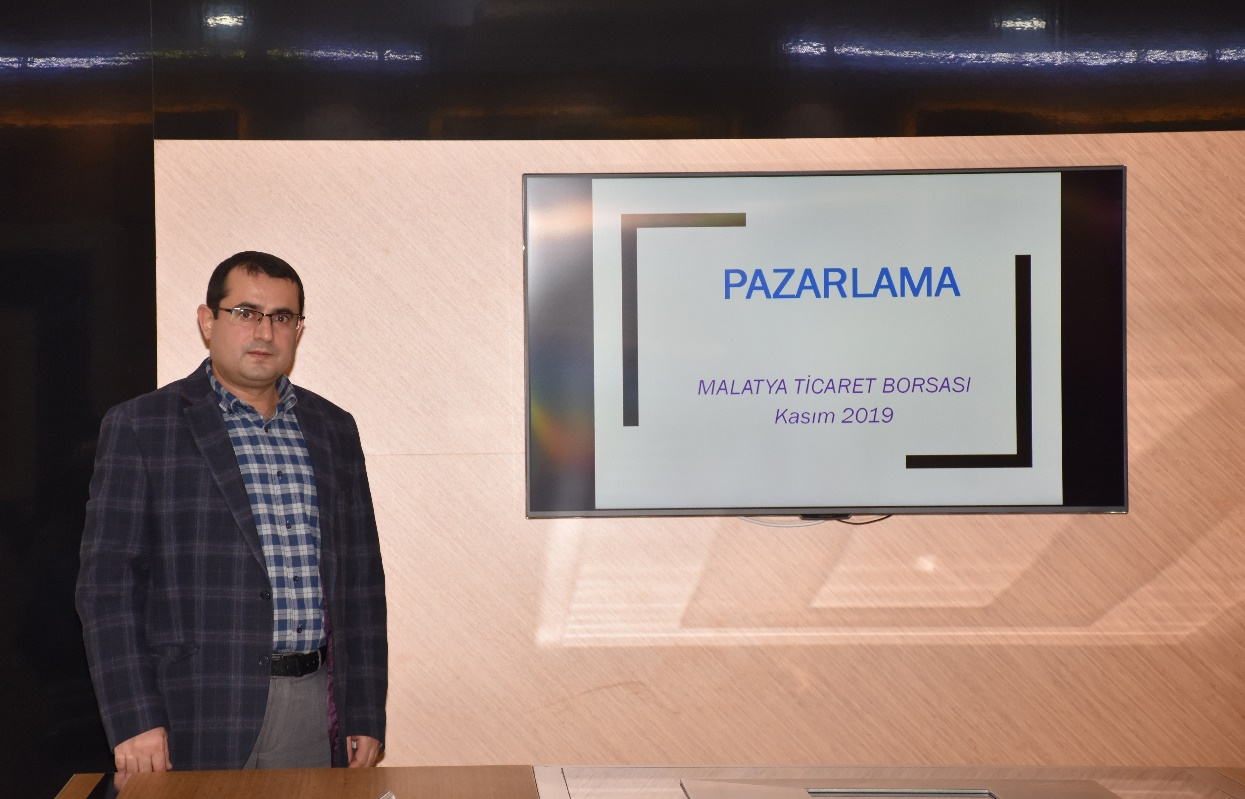 PAZARLAMA
MALATYA TİCARET BORSASI
Kasım 2019